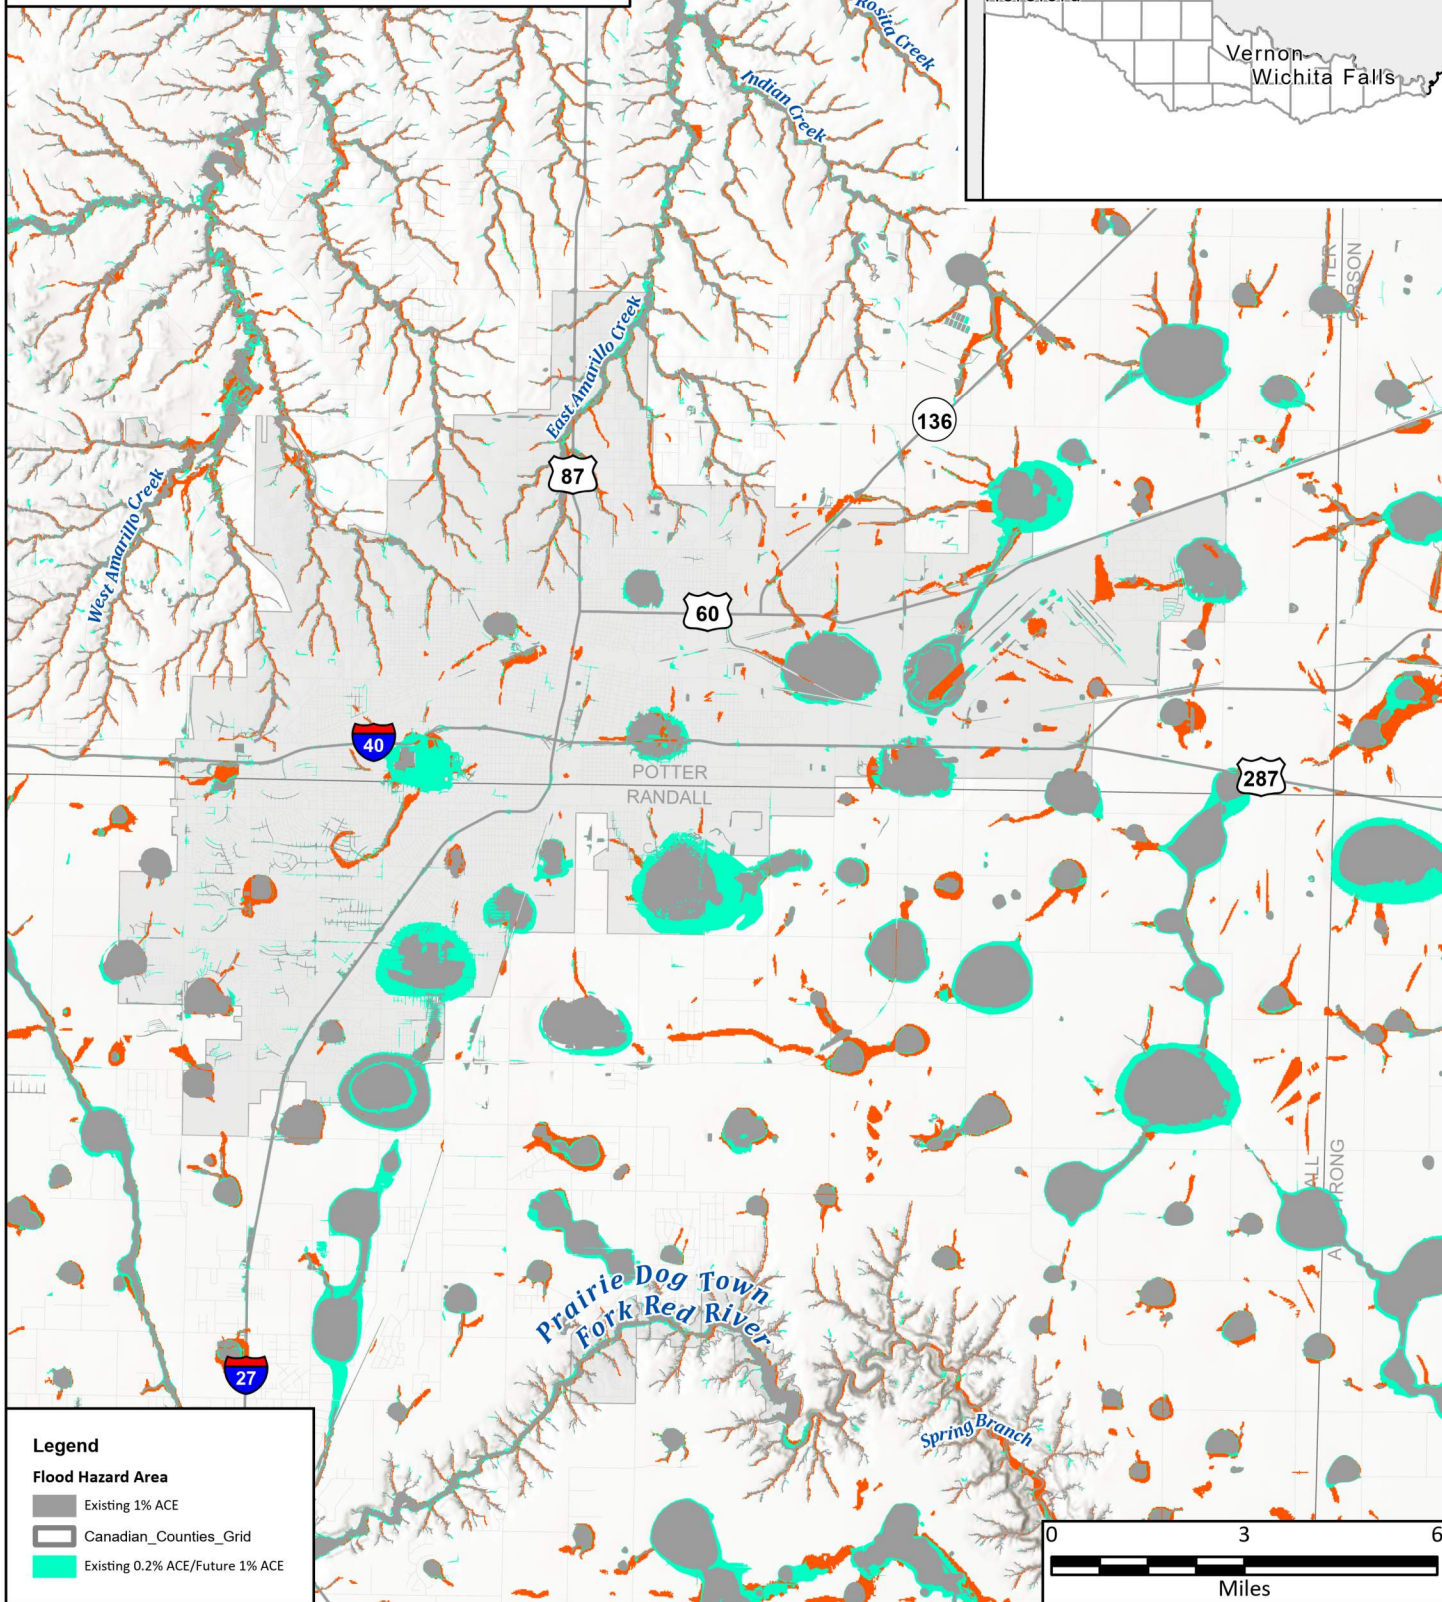 Rosita Creek
Vernon
Wichita Falls
Indian Creek
CARSON
East Amarillo Creek
136
87
West Amarillo Creek
60
40
POTTER
RANDALL
287
Prairie Dog Town
Fork Red River
27
Spring Branch
Legend
Flood Hazard Area
Existing 1% ACE
Canadian_Counties_Grid
Existing 0.2% ACE/Future 1% ACE
0 3 6
Miles